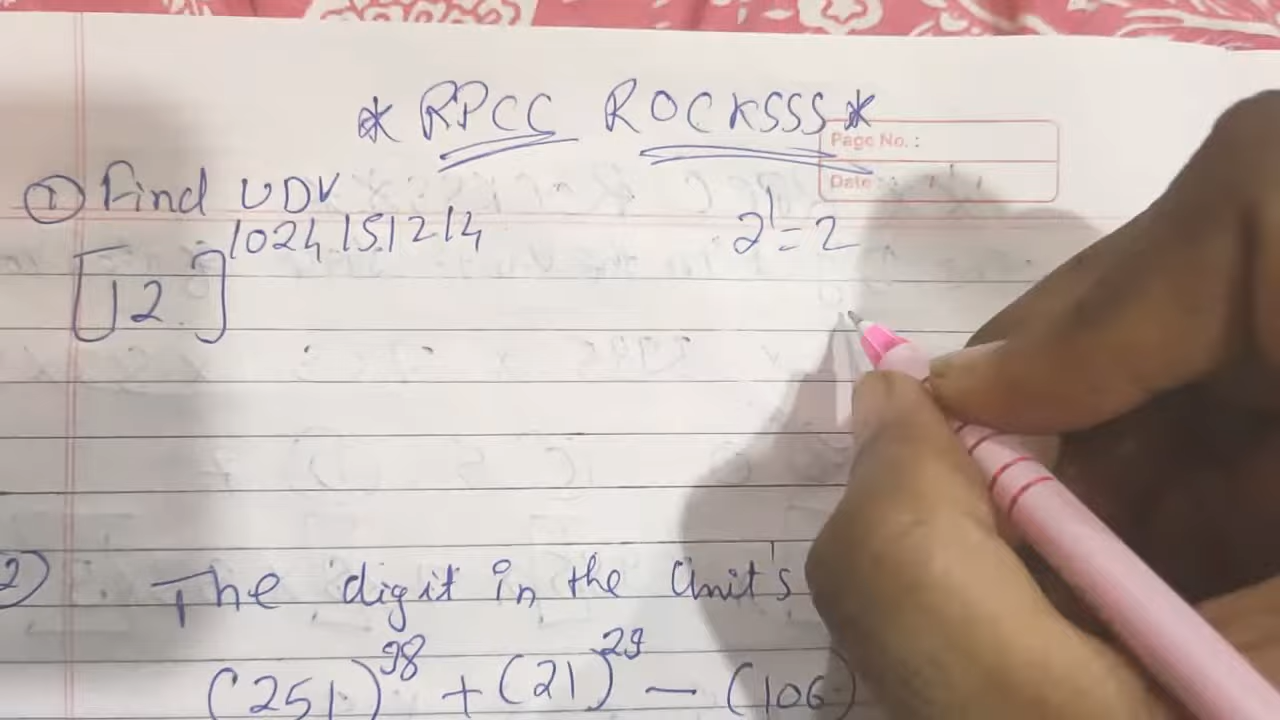 * RPCC ROCKSSS *
Page No. :
Date :
① Find UDV
[12]^1024151214
2^1 = 2
2) The digit in the Unit's
(251)^98 + (21)^29 - (106)